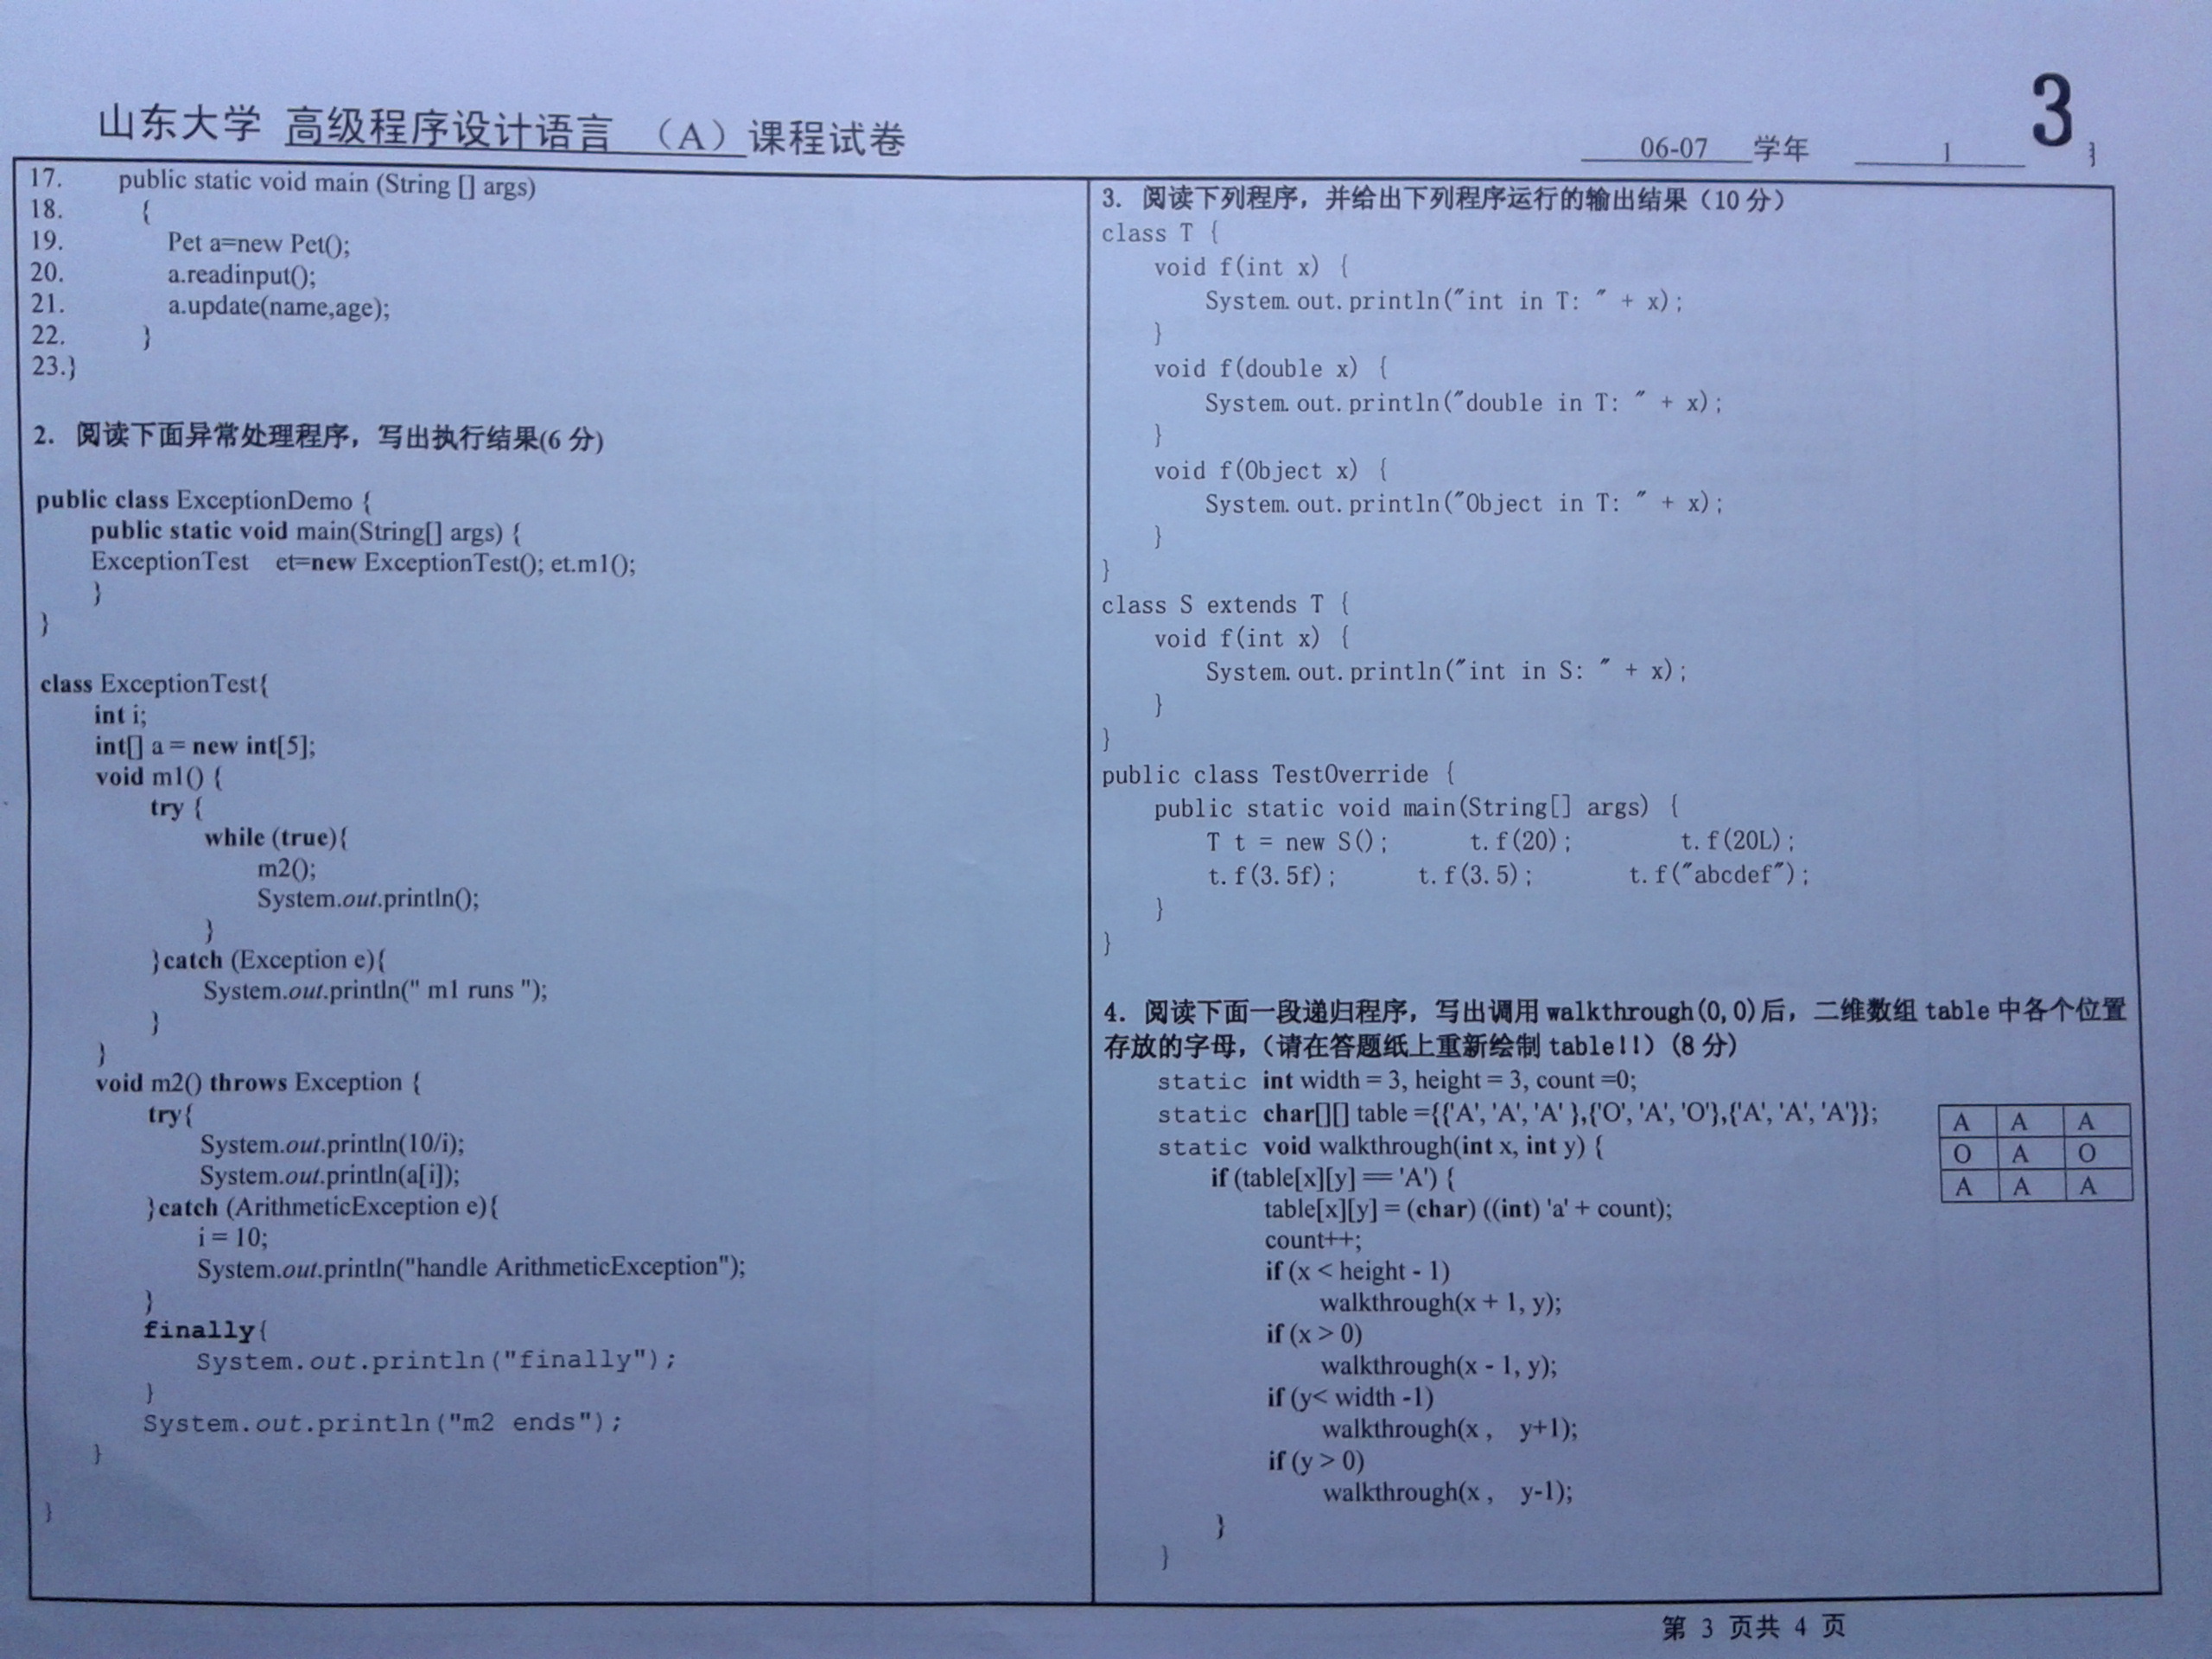 山东大学 高级程序设计语言 （A）课程试卷
06-07 学年 1
3
17. public static void main (String [] args)
18. {
19. Pet a=new Pet();
20. a.readinput();
21. a.update(name,age);
22. }
23.}
2. 阅读下面异常处理程序，写出执行结果(6 分)
public class ExceptionDemo {
public static void main(String[] args) {
ExceptionTest et=new ExceptionTest(); et.m1();
}
}
class ExceptionTest{
int i;
int[] a = new int[5];
void m1() {
try {
while (true){
m2();
System.out.println();
}
}catch (Exception e){
System.out.println(" m1 runs ");
}
}
void m2() throws Exception {
try{
System.out.println(10/i);
System.out.println(a[i]);
}catch (ArithmeticException e){
i = 10;
System.out.println("handle ArithmeticException");
}
finally{
System.out.println("finally");
}
System.out.println("m2 ends");
}
}
3. 阅读下列程序，并给出下列程序运行的输出结果（10 分）
class T {
void f(int x) {
System.out.println("int in T: " + x);
}
void f(double x) {
System.out.println("double in T: " + x);
}
void f(Object x) {
System.out.println("Object in T: " + x);
}
}
class S extends T {
void f(int x) {
System.out.println("int in S: " + x);
}
}
public class TestOverride {
public static void main(String[] args) {
T t = new S(); t.f(20); t.f(20L);
t.f(3.5f); t.f(3.5); t.f("abcdef");
}
}
4. 阅读下面一段递归程序，写出调用 walkthrough(0,0)后，二维数组 table 中各个位置
存放的字母，（请在答题纸上重新绘制 table!!）(8 分)
static int width = 3, height = 3, count =0;
static char[][] table ={{'A', 'A', 'A' },{'O', 'A', 'O'},{'A', 'A', 'A'}};
static void walkthrough(int x, int y) {
if (table[x][y] == 'A') {
table[x][y] = (char) ((int) 'a' + count);
count++;
if (x < height - 1)
walkthrough(x + 1, y);
if (x > 0)
walkthrough(x - 1, y);
if (y< width -1)
walkthrough(x , y+1);
if (y > 0)
walkthrough(x , y-1);
}
}
A A A
O A O
A A A
第 3 页共 4 页